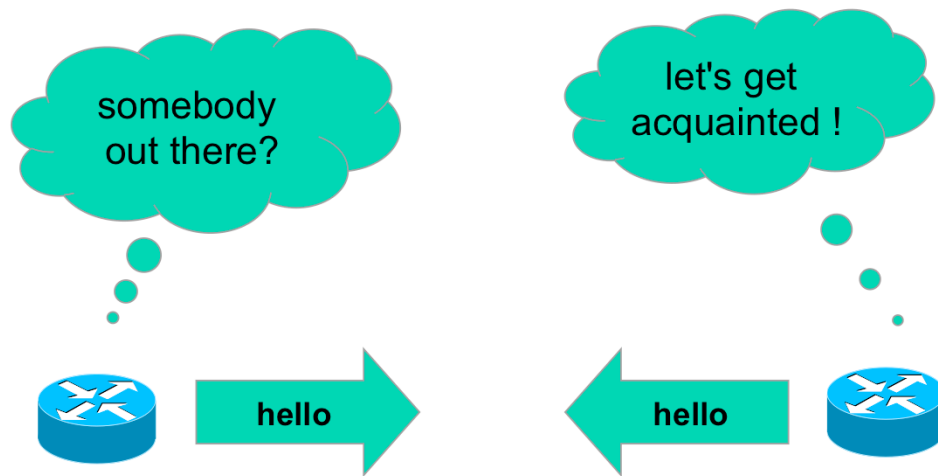 somebody
out there?
let's get
acquainted !
hello
hello